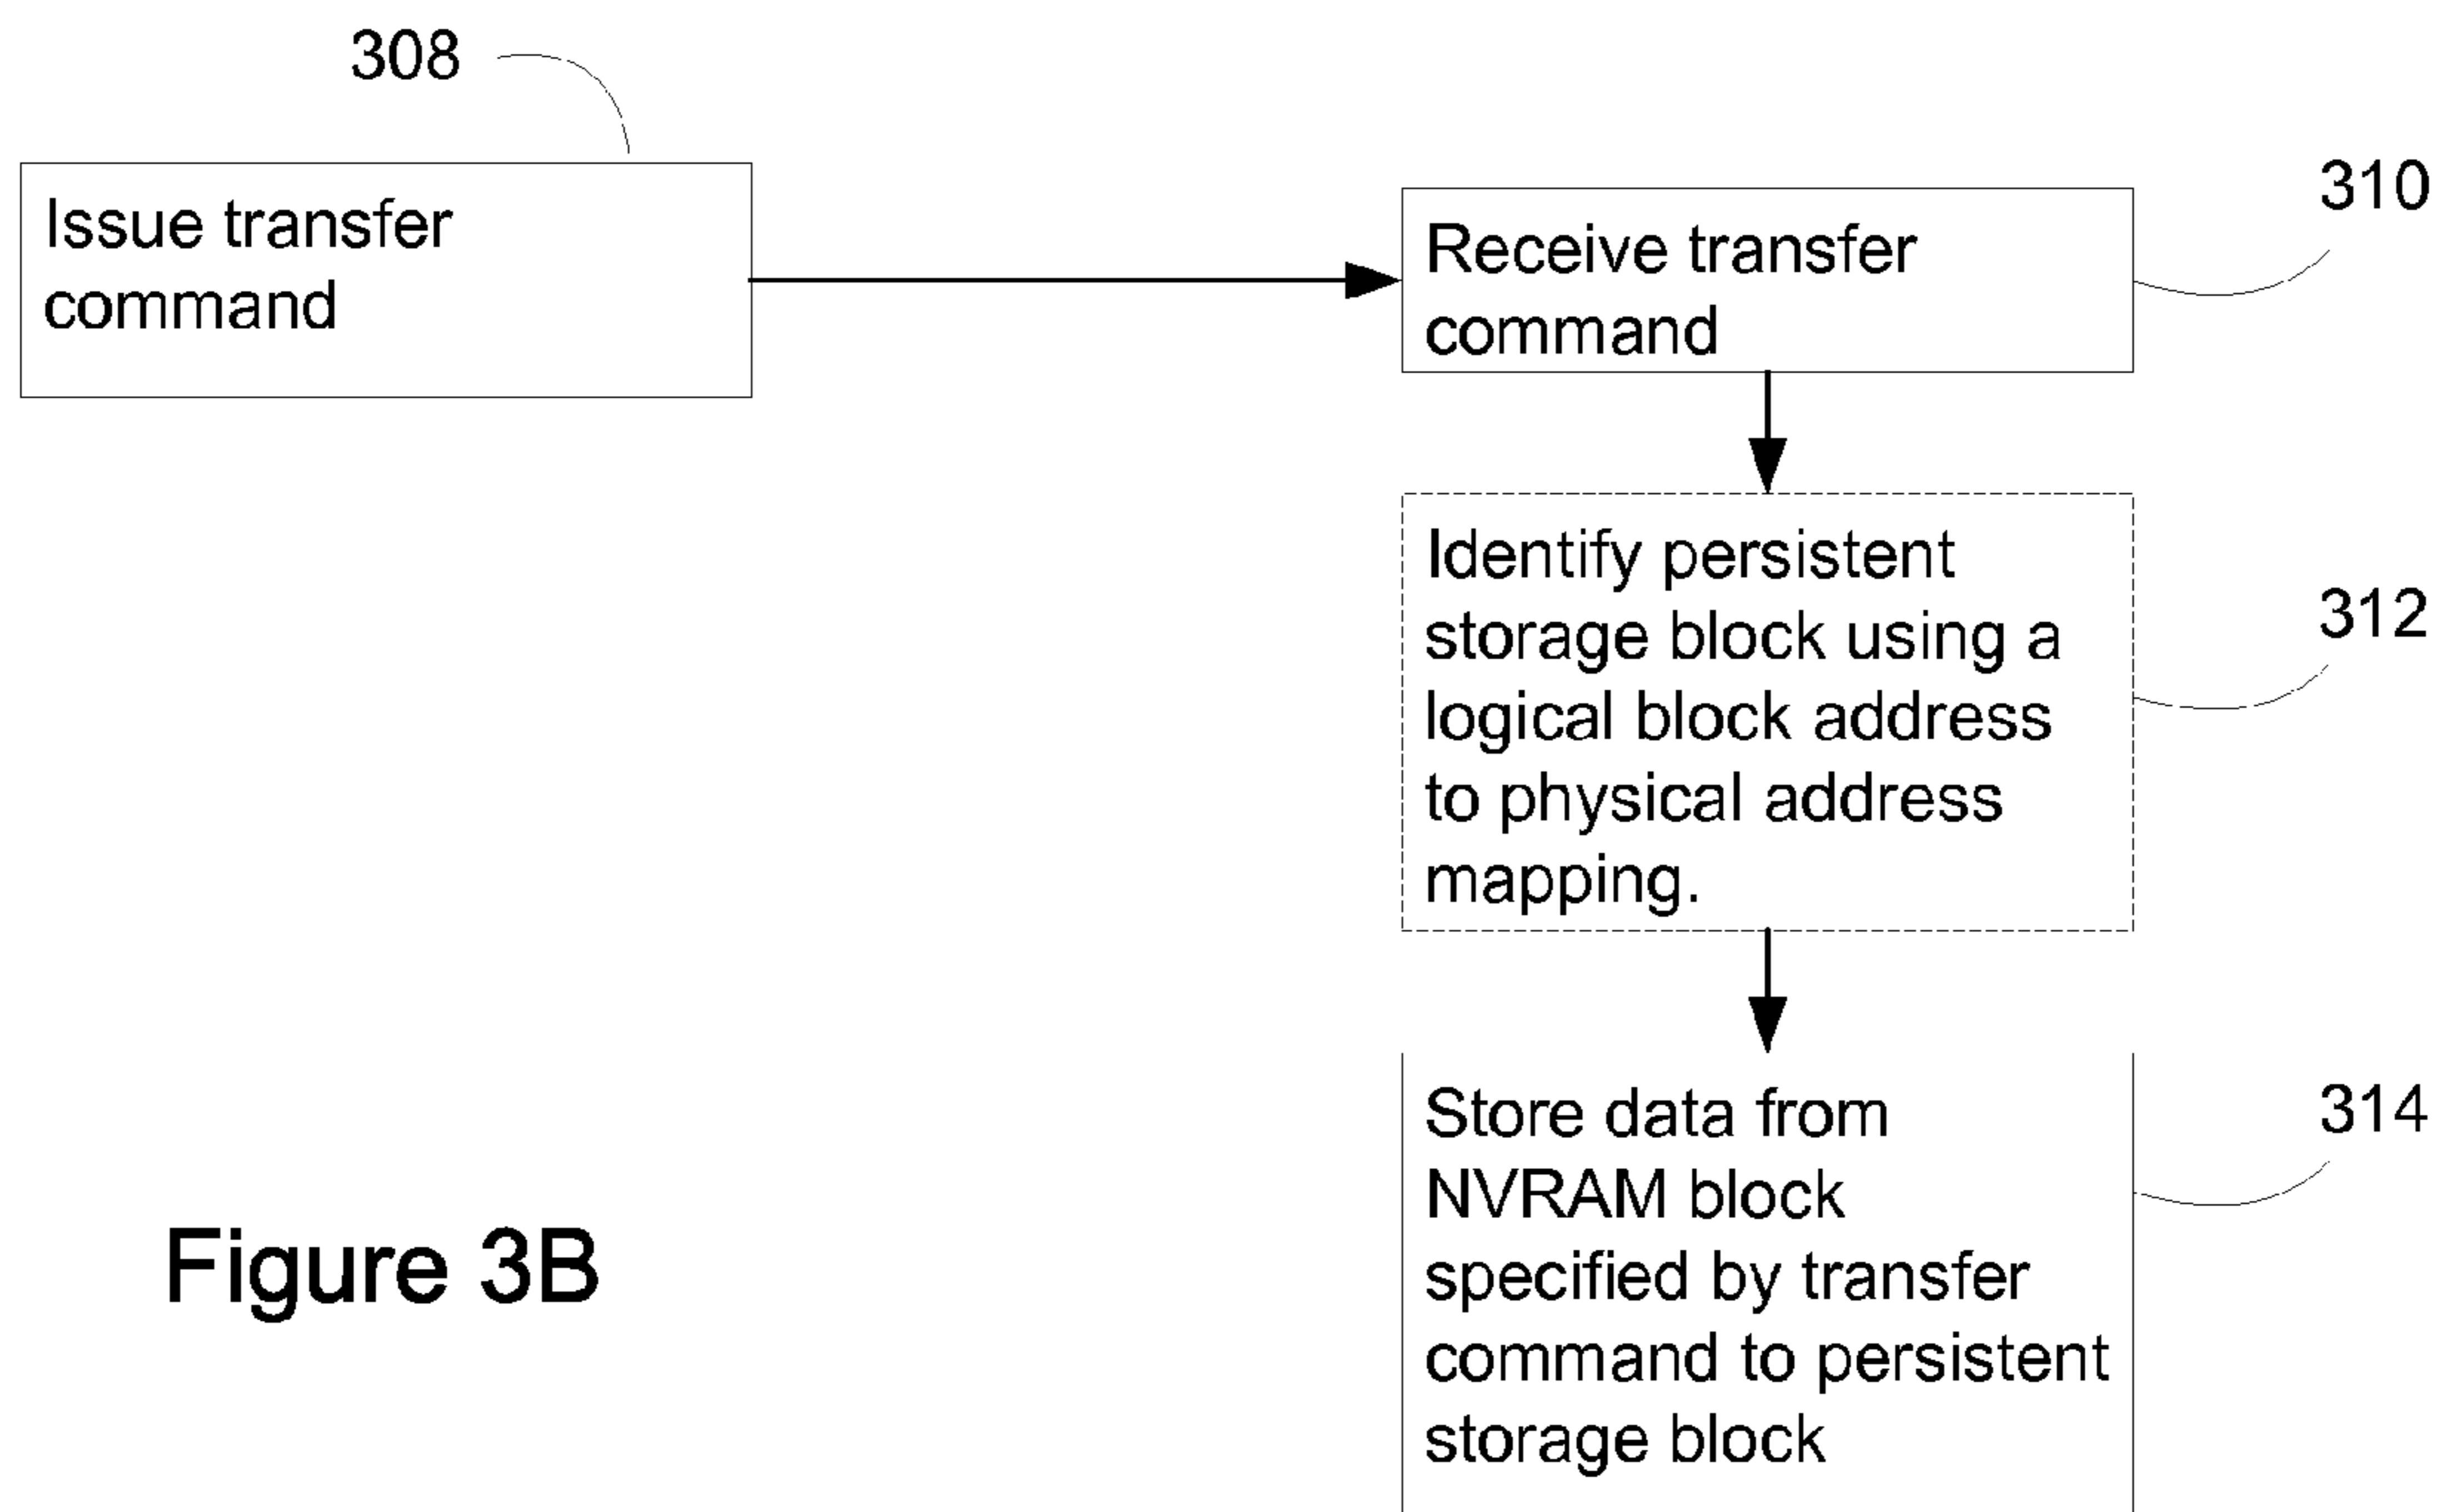 308
Issue transfer
command
310
Receive transfer
command
312
Identify persistent
storage block using a
logical block address
to physical address
mapping.
314
Store data from
NVRAM block
specified by transfer
command to persistent
storage block
Figure 3B